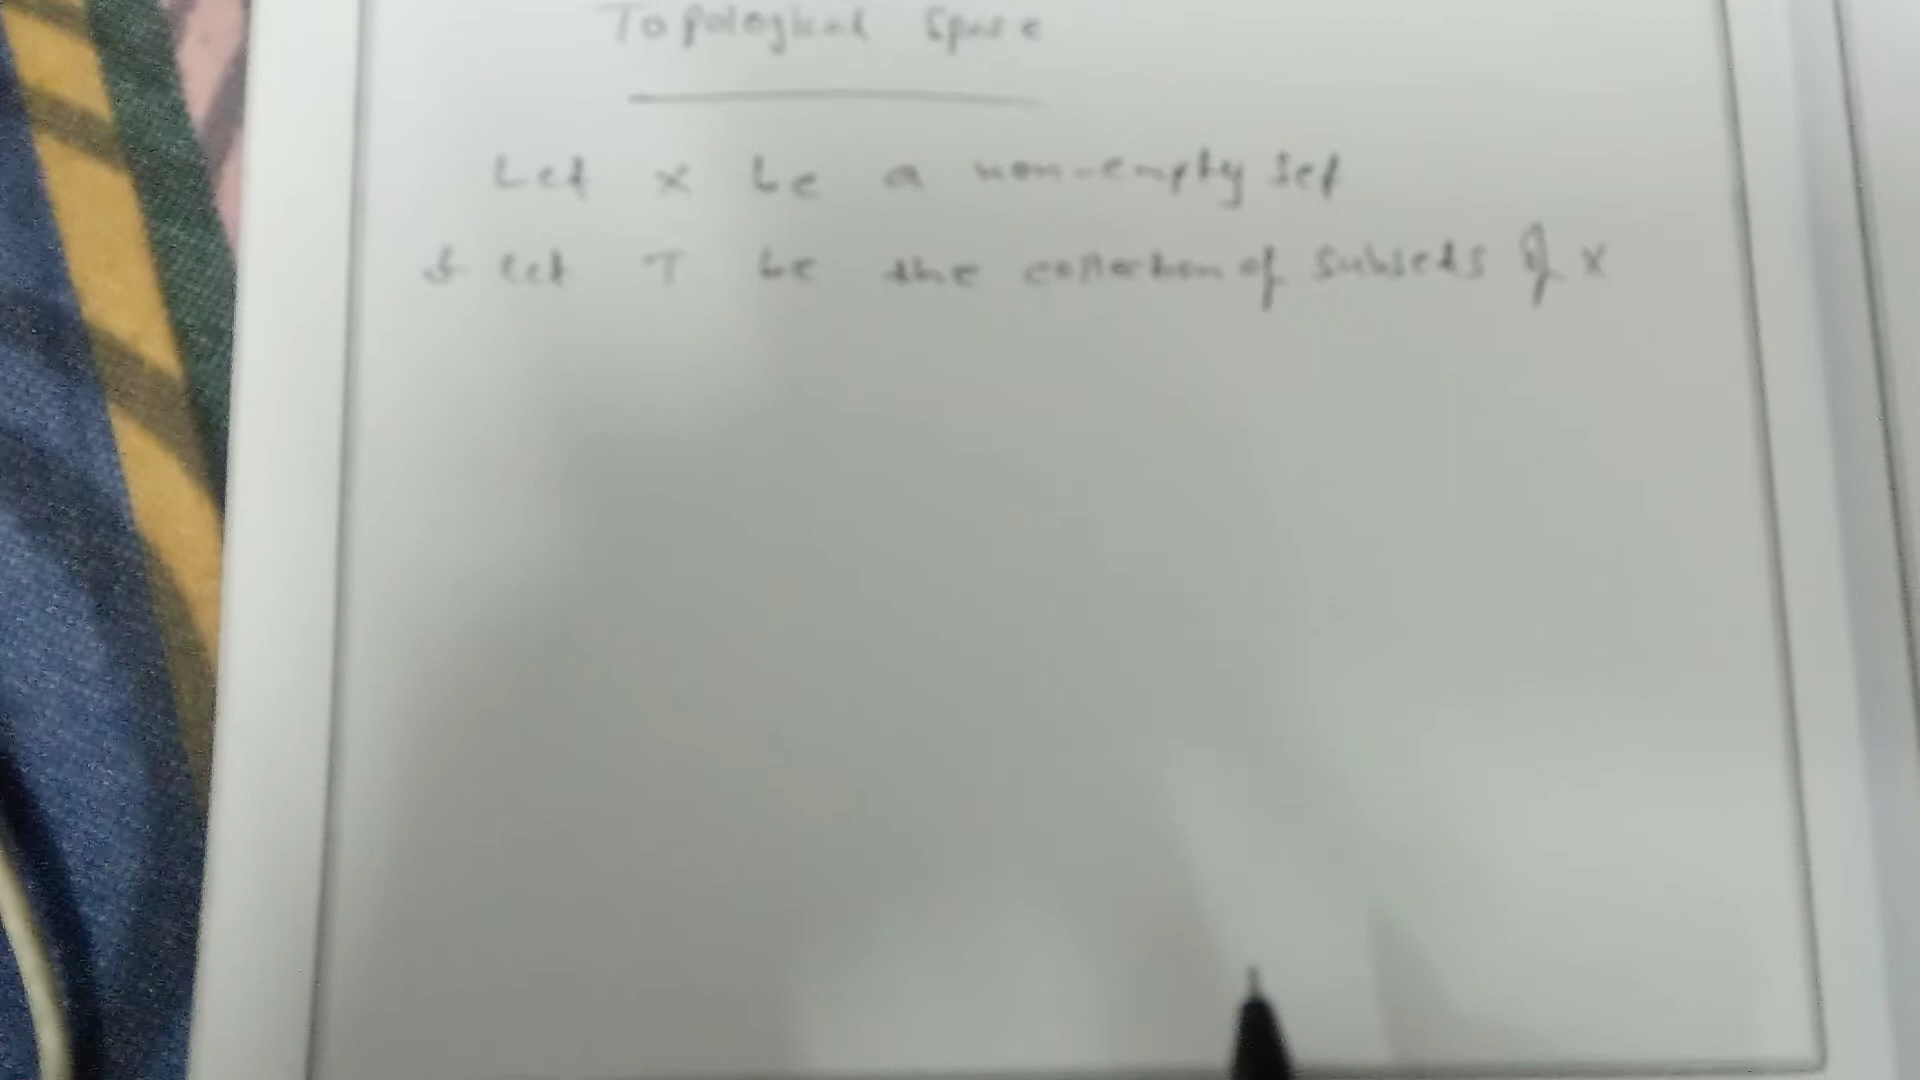 Topological Space
Let x be a non-empty set
& let T be the collection of subsets of x